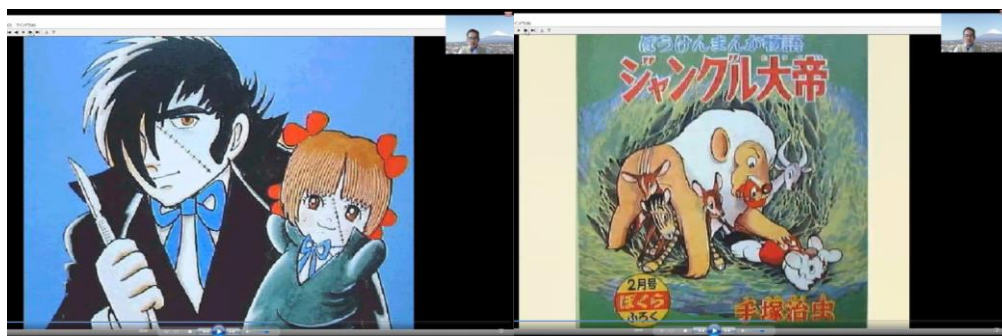 ぼうけんまんが物語
ジャングル大帝
2月号
ぼくら
ふろく
手塚治虫